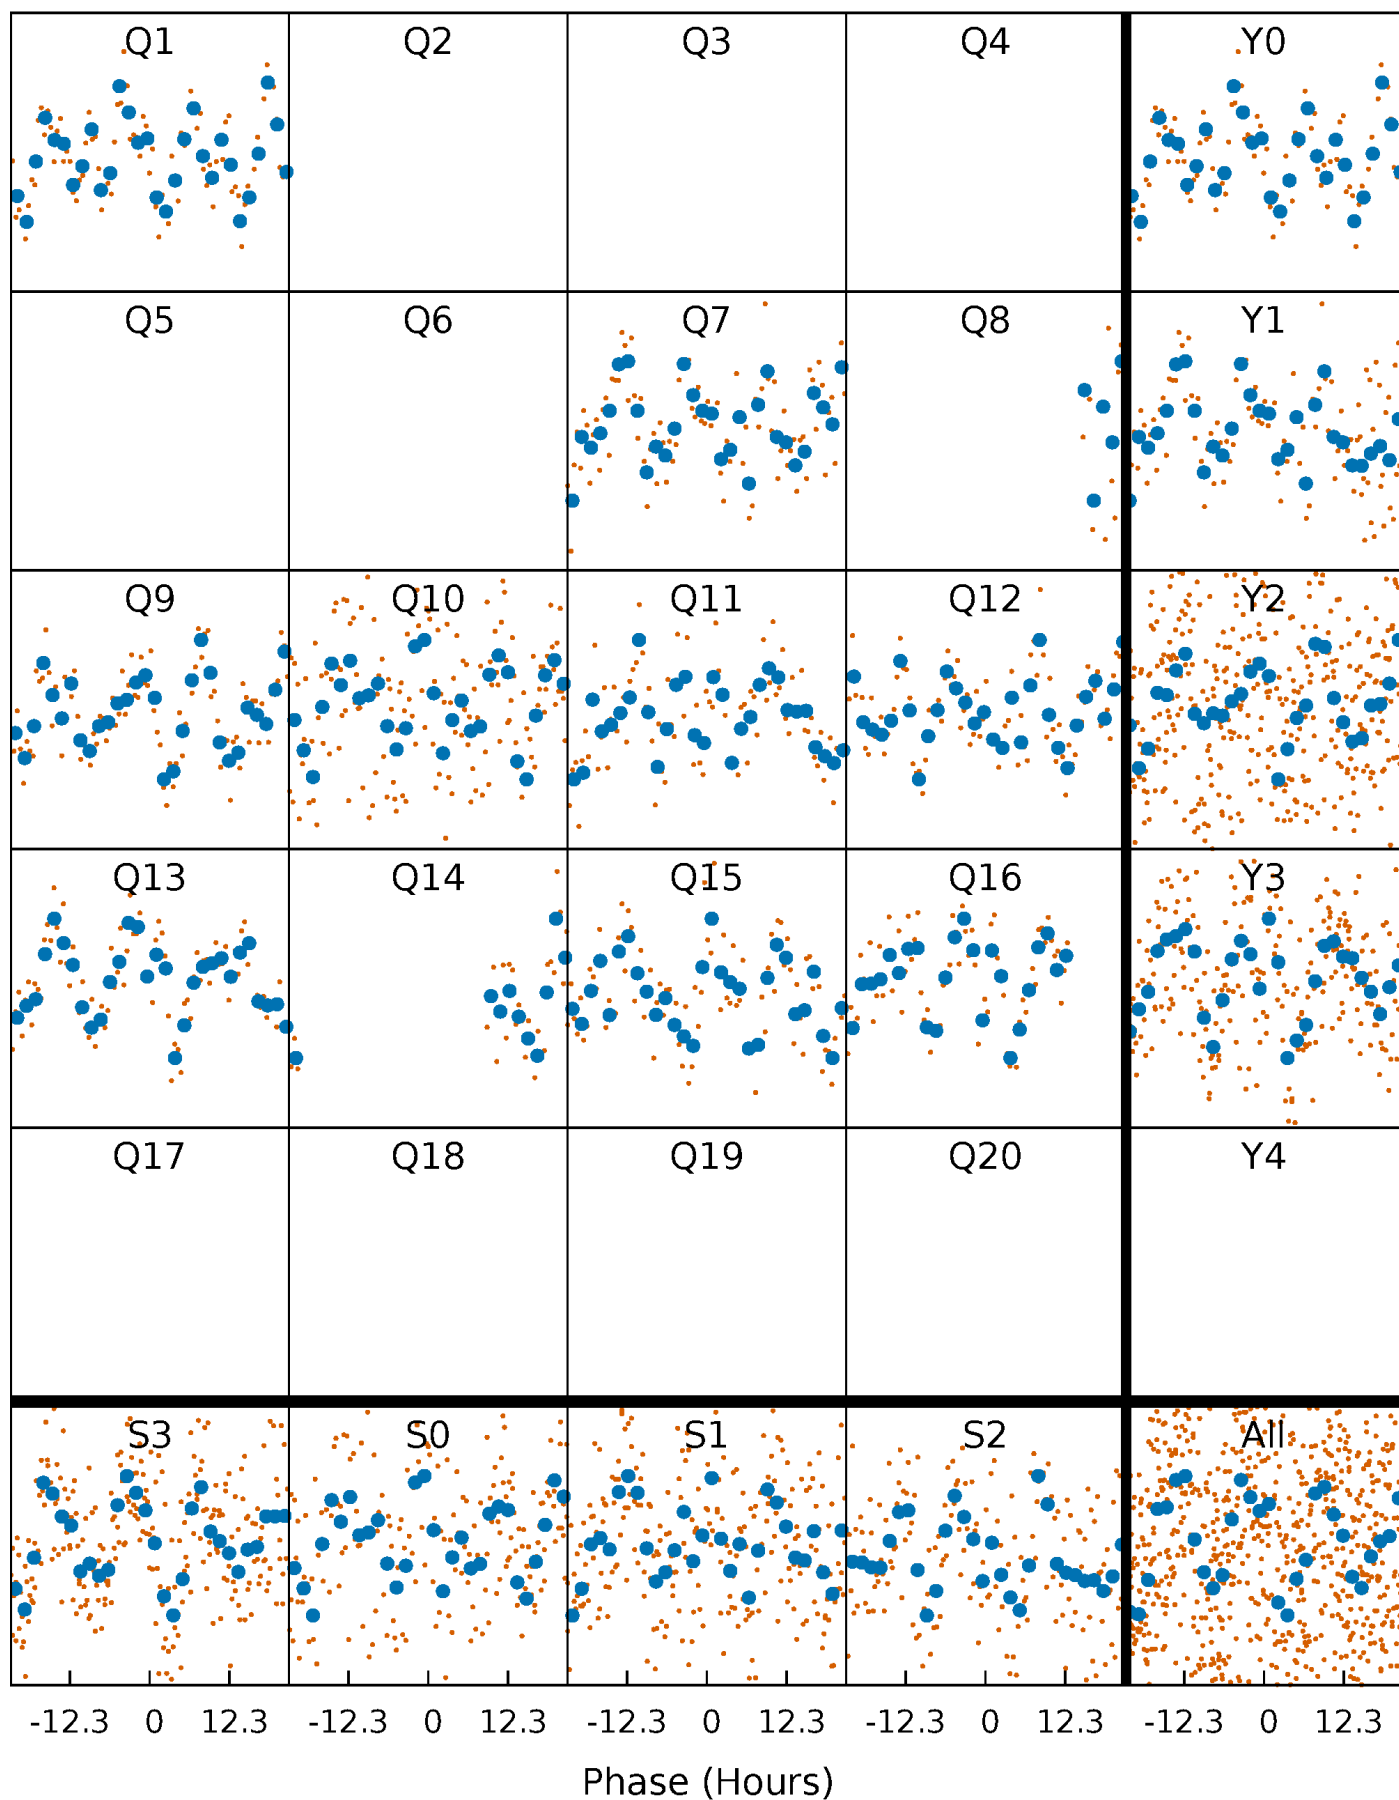 Q1 Q2 Q3 Q4 Y0
Q5 Q6 Q7 Q8 Y1
Q9 Q10 Q11 Q12 Y2
Q13 Q14 Q15 Q16 Y3
Q17 Q18 Q19 Q20 Y4
S3 S0 S1 S2 All
-12.3 0 12.3 -12.3 0 12.3 -12.3 0 12.3 -12.3 0 12.3 -12.3 0 12.3
Phase (Hours)